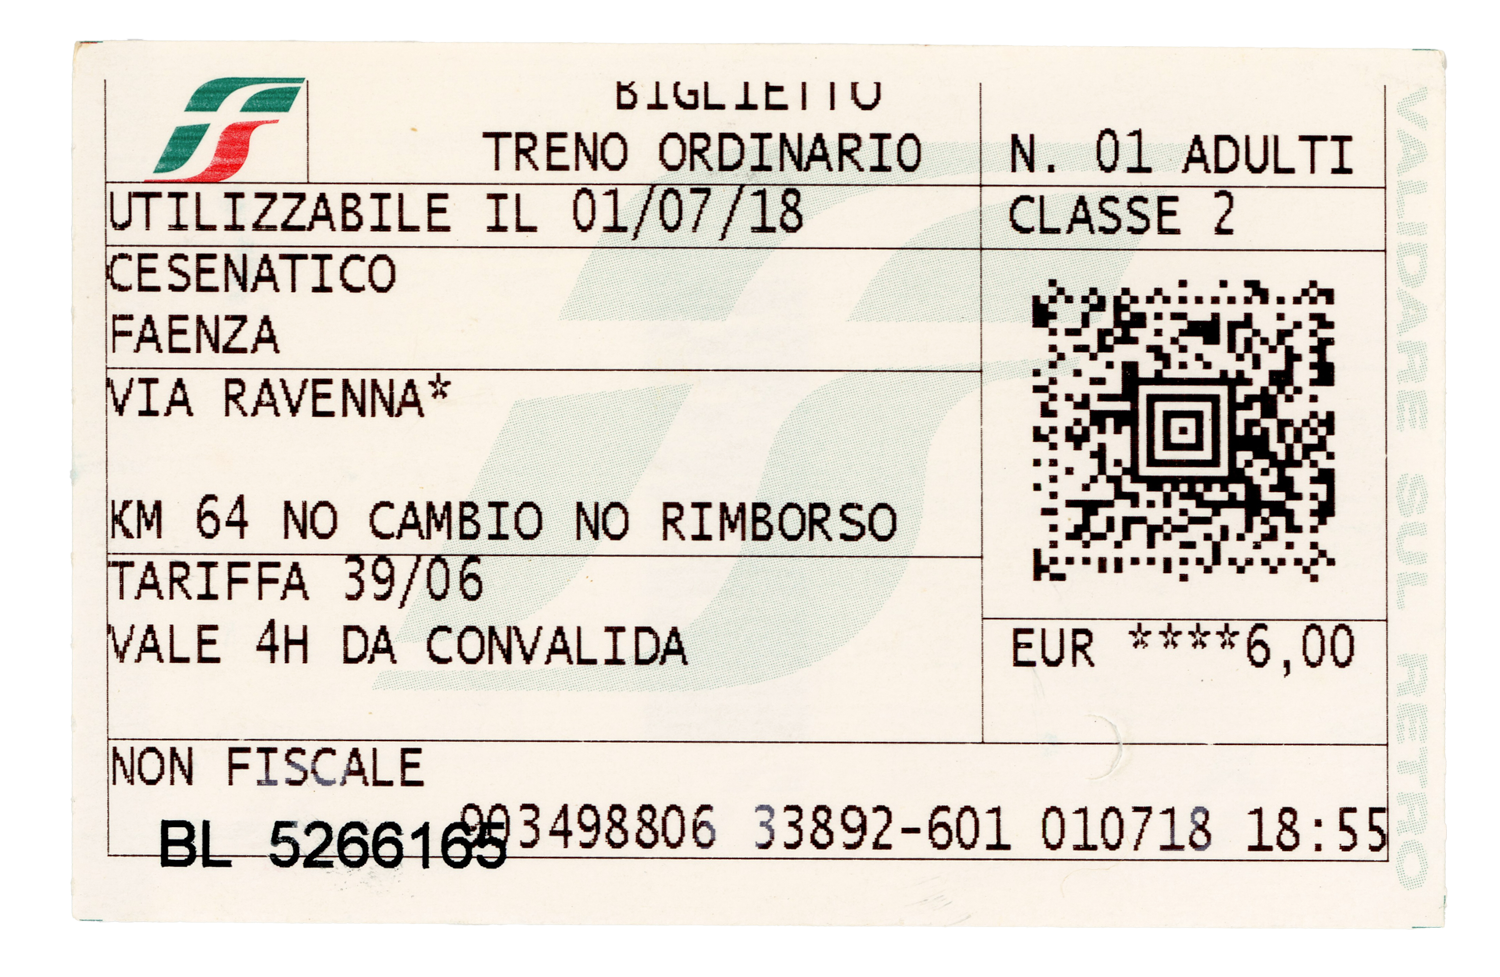 BIGLIETTO
TRENO ORDINARIO
N. 01 ADULTI
UTILIZZABILE IL 01/07/18
CLASSE 2
CESENATICO
FAENZA
VIA RAVENNA*
KM 64 NO CAMBIO NO RIMBORSO
TARIFFA 39/06
VALE 4H DA CONVALIDA
EUR ****6,00
NON FISCALE
BL 5266165
903498806 33892-601 010718 18:55
VALIDARE SUL RETRO